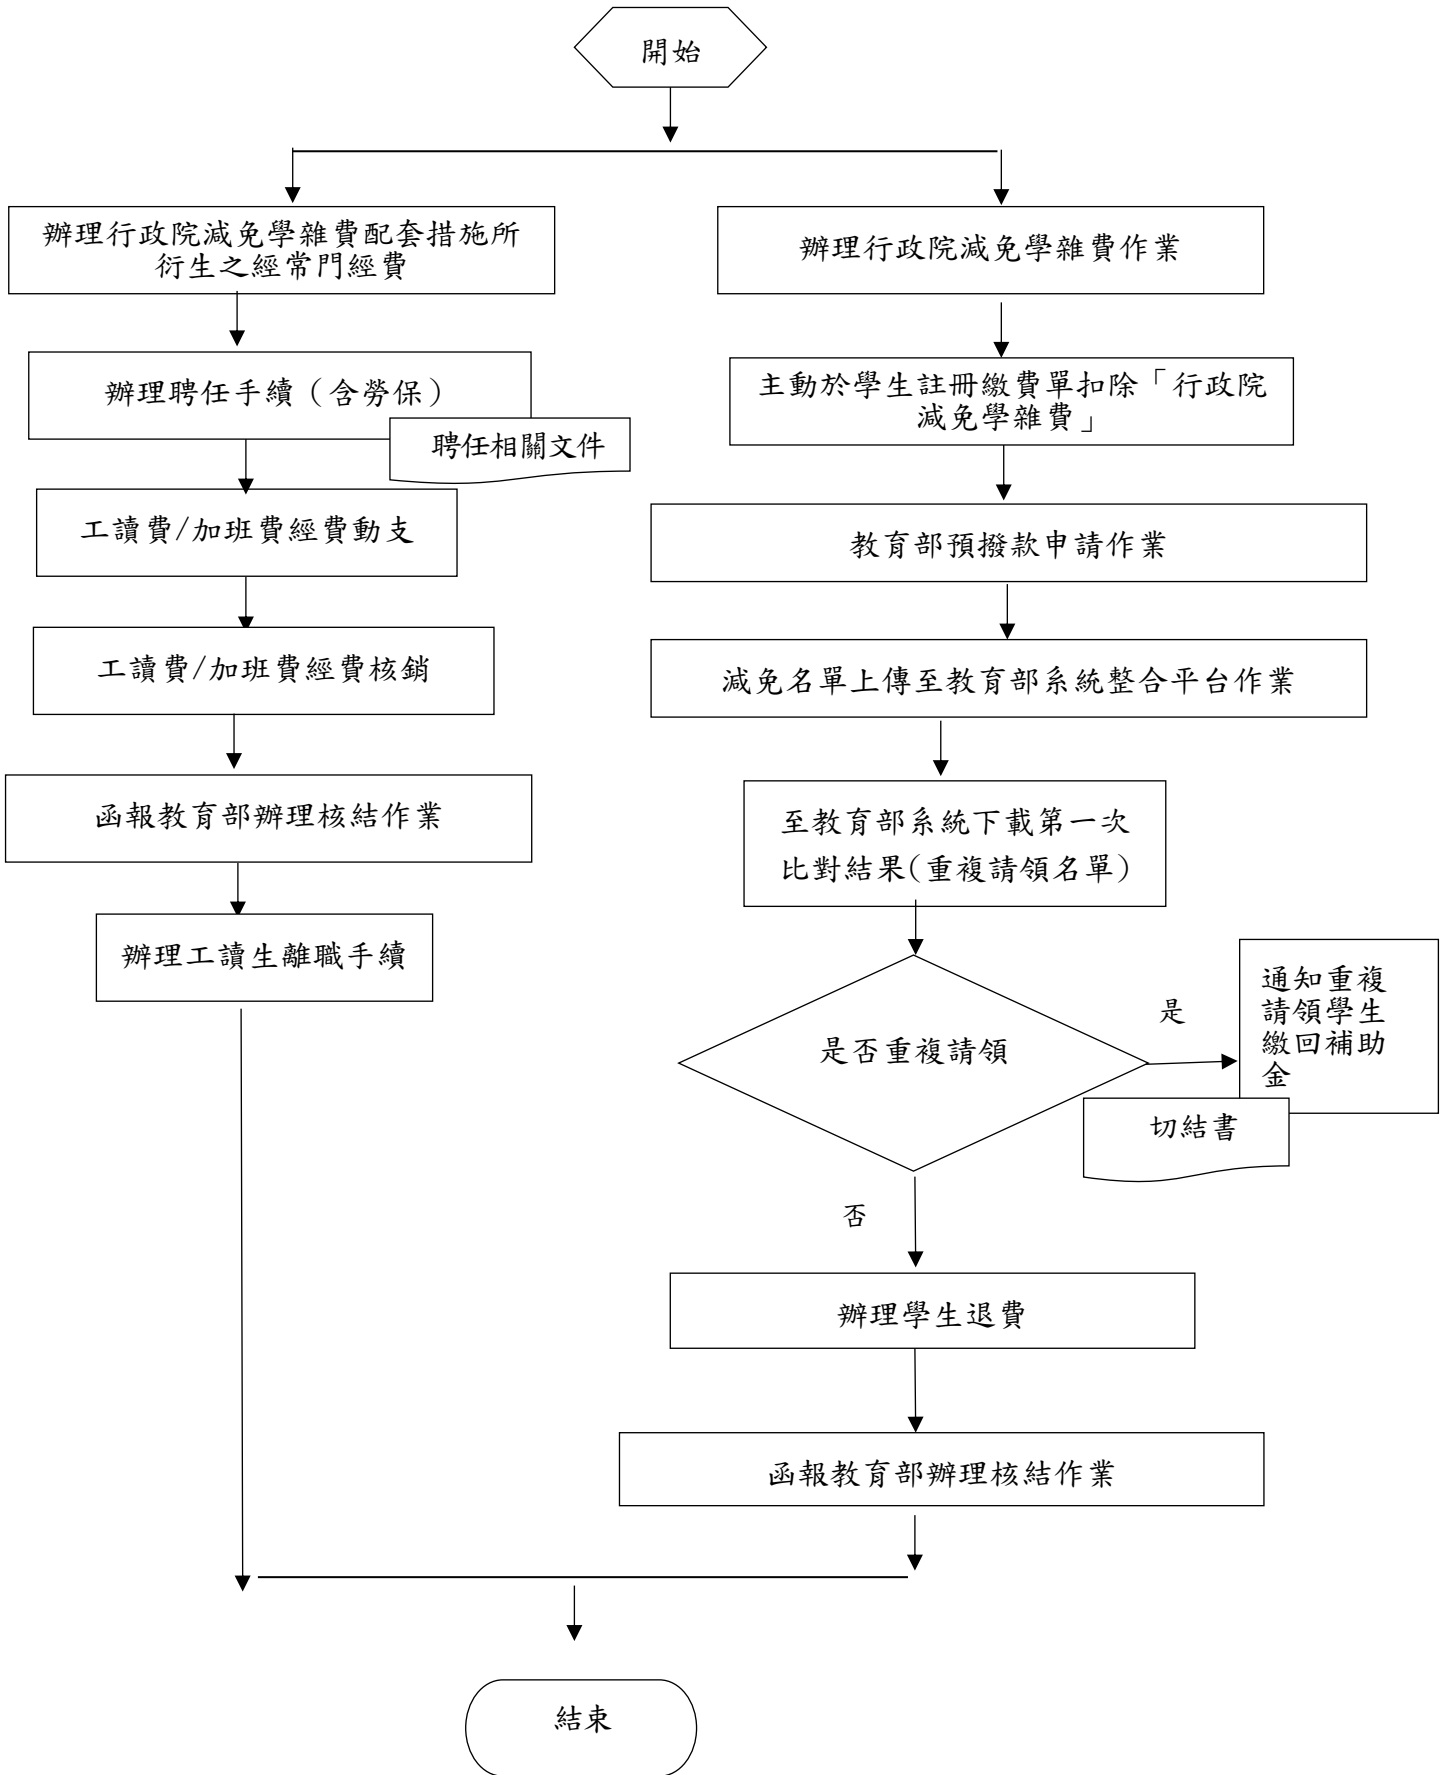 開始
辦理行政院減免學雜費配套措施所
衍生之經常門經費
辦理聘任手續（含勞保）
聘任相關文件
工讀費/加班費經費動支
工讀費/加班費經費核銷
函報教育部辦理核結作業
辦理工讀生離職手續
辦理行政院減免學雜費作業
主動於學生註冊繳費單扣除「行政院
減免學雜費」
教育部預撥款申請作業
減免名單上傳至教育部系統整合平台作業
至教育部系統下載第一次
比對結果(重複請領名單)
是否重複請領
是
通知重複
請領學生
繳回補助
金
切結書
否
辦理學生退費
函報教育部辦理核結作業
結束